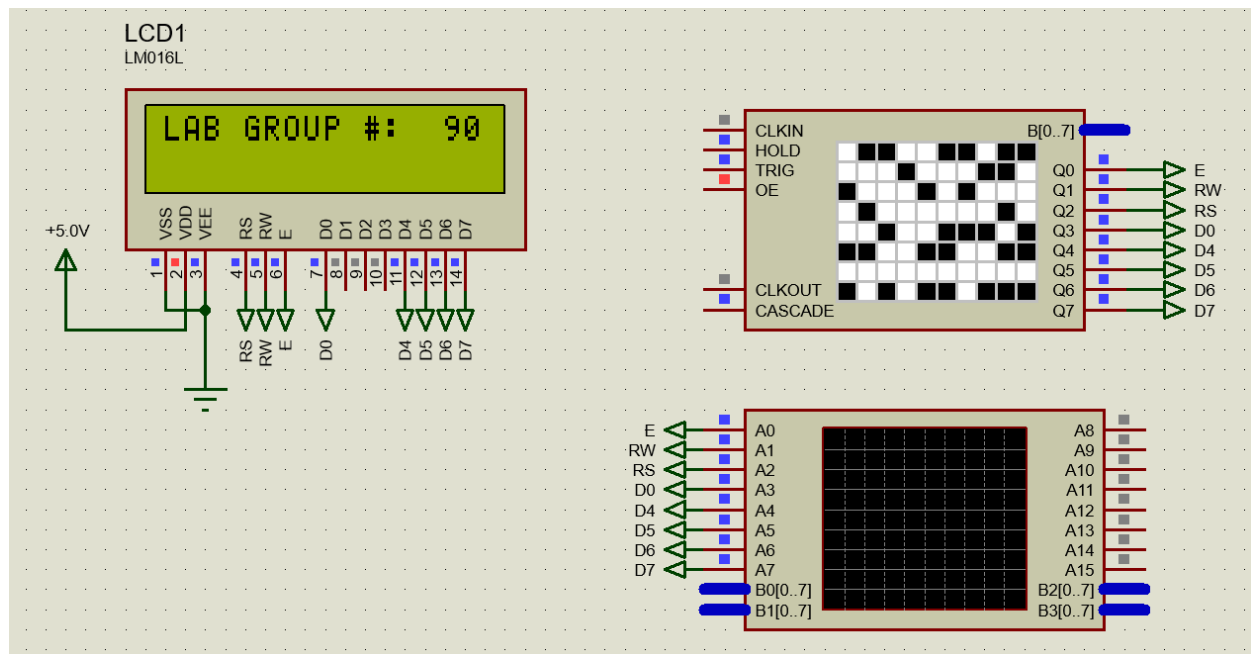 LCD1
LM016L
LAB GROUP #: 90
+5.0V
VSS
VDD
VEE
RS
RW
E
D0
D1
D2
D3
D4
D5
D6
D7
1
2
3
4
5
6
7
8
9
10
11
12
13
14
RS
RW
E
D0
D4
D5
D6
D7
CLKIN
HOLD
TRIG
OE
CLKOUT
CASCADE
B[0..7]
Q0 E
Q1 RW
Q2 RS
Q3 D0
Q4 D4
Q5 D5
Q6 D6
Q7 D7
E A0 A8
RW A1 A9
RS A2 A10
D0 A3 A11
D4 A4 A12
D5 A5 A13
D6 A6 A14
D7 A7 A15
B0[0..7] B2[0..7]
B1[0..7] B3[0..7]